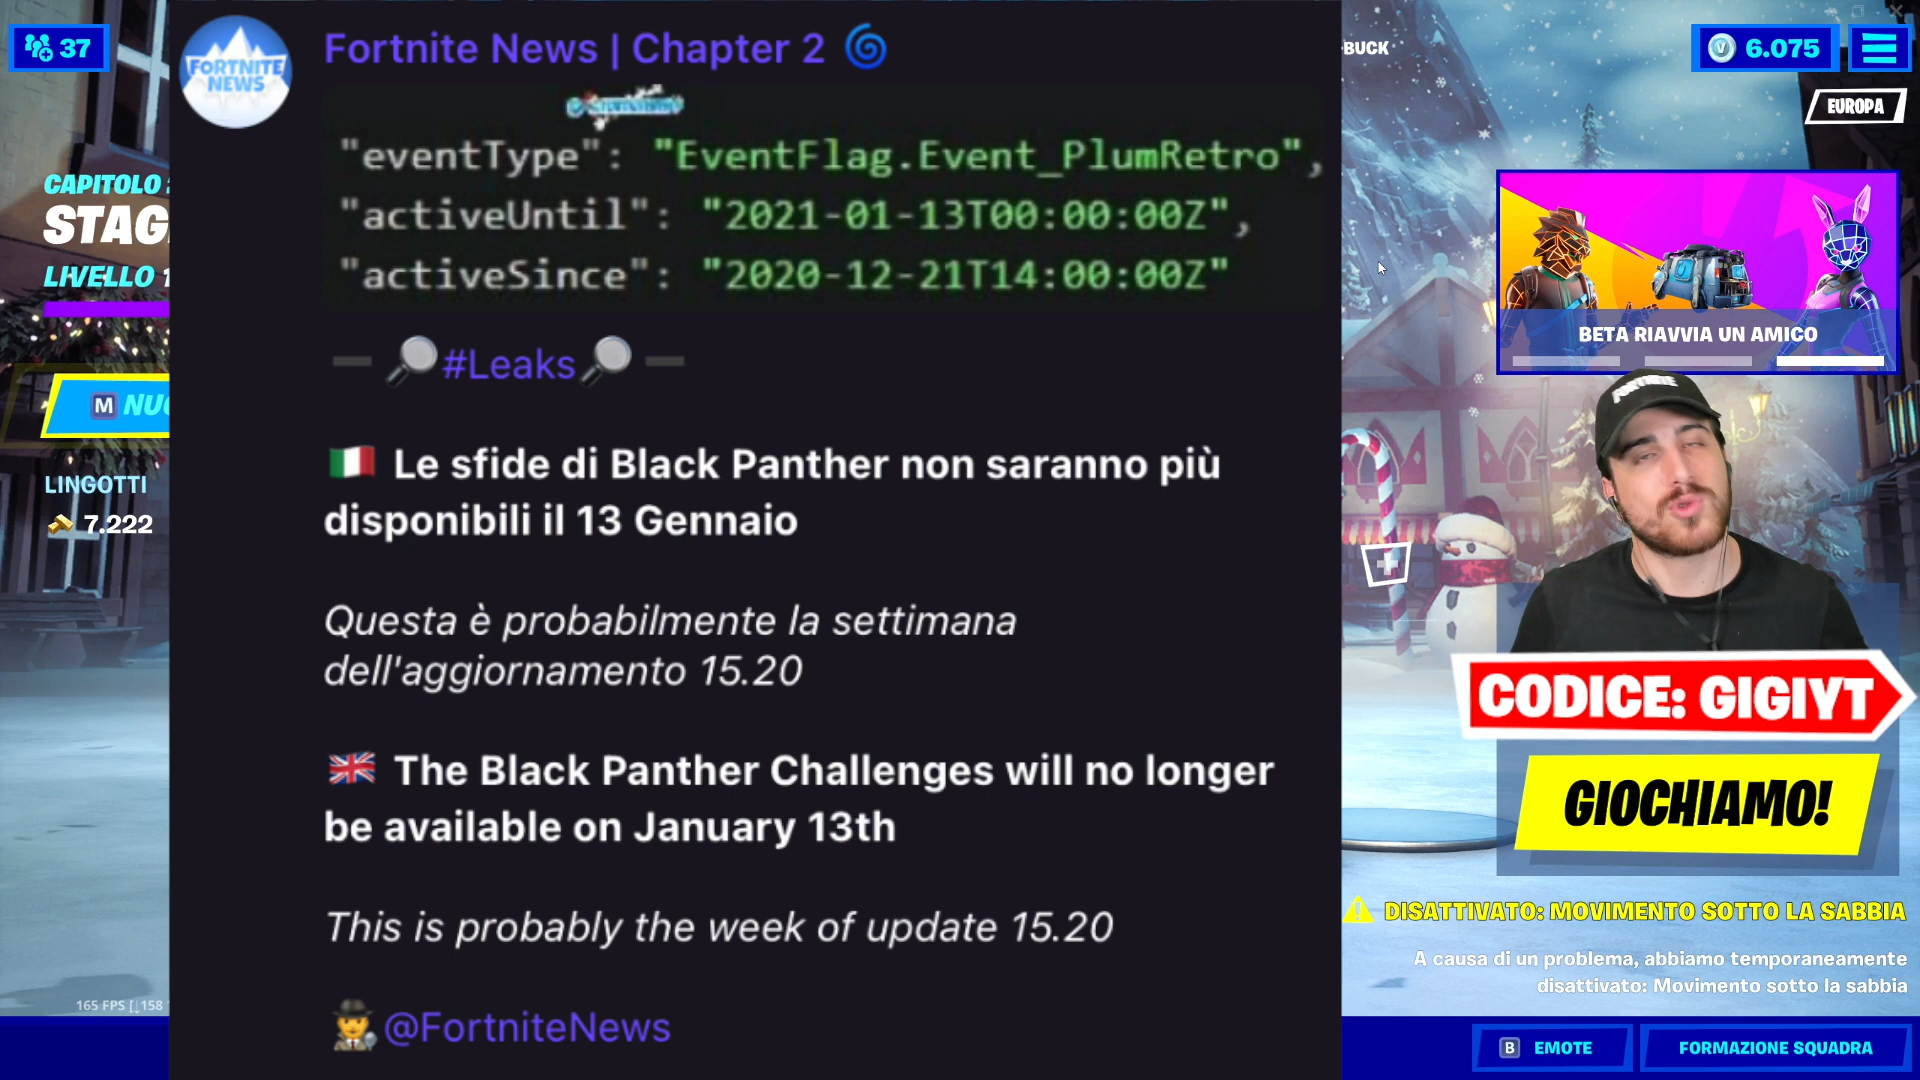 37
FORTNITE
NEWS
Fortnite News | Chapter 2
"eventType": "EventFlag.Event_PlumRetro",
"activeUntil": "2021-01-13T00:00:00Z",
"activeSince": "2020-12-21T14:00:00Z"
#Leaks
Le sfide di Black Panther non saranno più
disponibili il 13 Gennaio
Questa è probabilmente la settimana
dell'aggiornamento 15.20
The Black Panther Challenges will no longer
be available on January 13th
This is probably the week of update 15.20
@FortniteNews
CAPITOLO
STAG
LIVELLO 1
M NUO
LINGOTTI
7.222
165 FPS [ 158
BUCK
6.075
EUROPA
BETA RIAVVIA UN AMICO
FORTNITE
CODICE: GIGIYT
GIOCHIAMO!
DISATTIVATO: MOVIMENTO SOTTO LA SABBIA
A causa di un problema, abbiamo temporaneamente
disattivato: Movimento sotto la sabbia
B EMOTE
FORMAZIONE SQUADRA